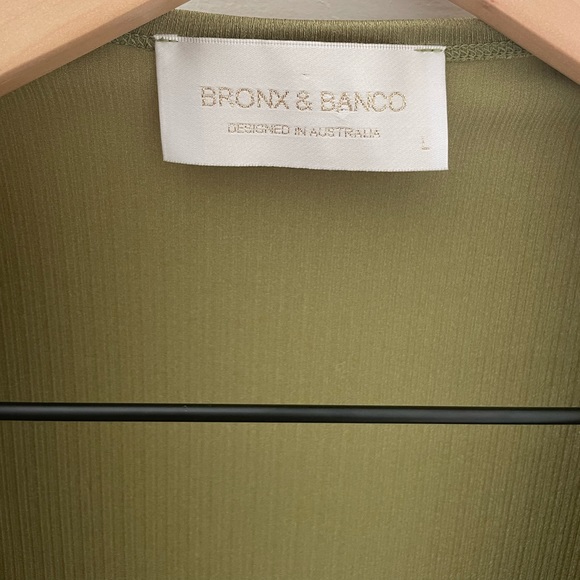 BRONX & BANCO
DESIGNED IN AUSTRALIA
L